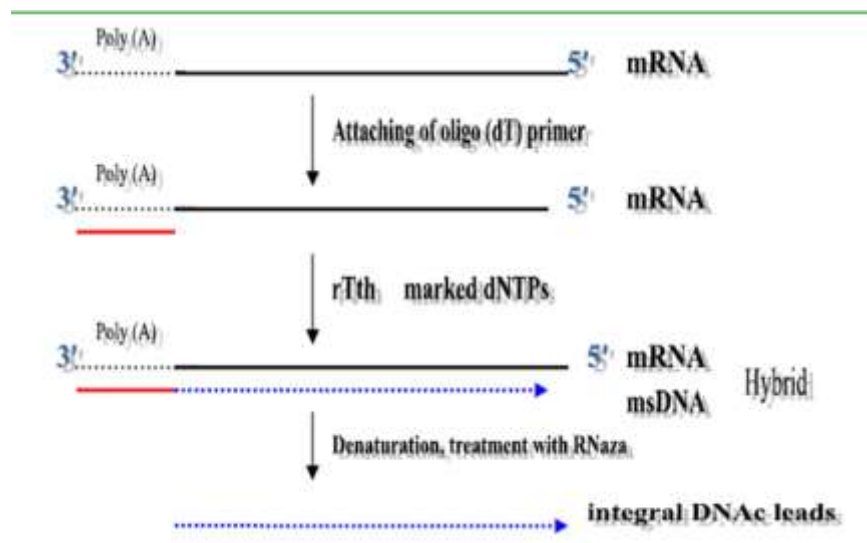 Poly (A)
3' 5' mRNA
Attaching of oligo (dT) primer
Poly (A)
3' 5' mRNA
rTth marked dNTPs
Poly (A)
3' 5' mRNA
msDNA Hybrid
Denaturation, treatment with RNaza
integral DNAc leads